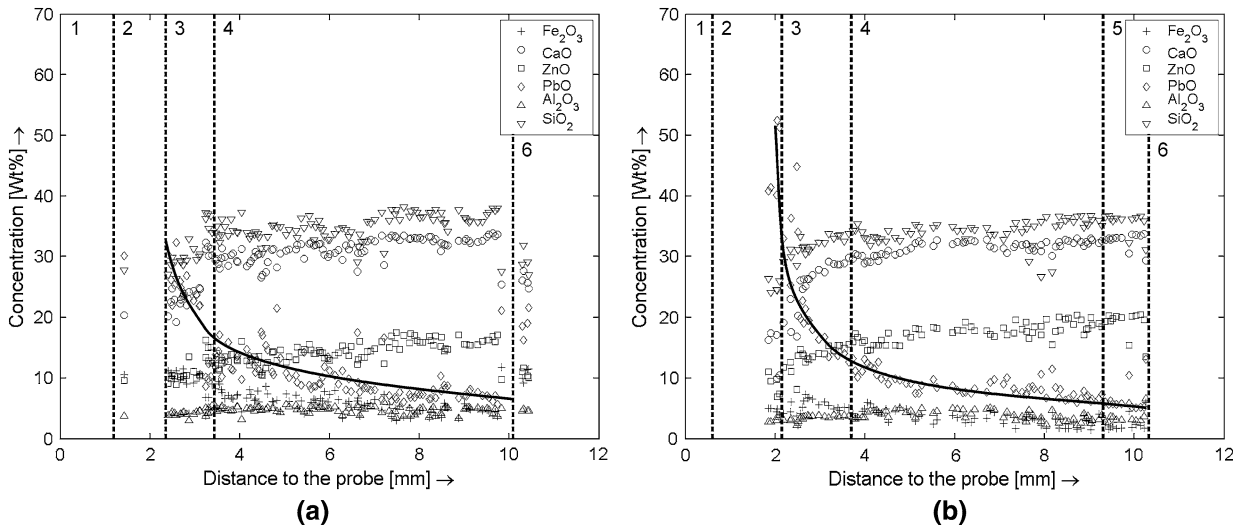 70
60
50
40
30
20
10
0
Concentration [Wt%] →
1
2
3
4
6
Fe₂O₃
CaO
ZnO
PbO
Al₂O₃
SiO₂
0
2
4
6
8
10
12
Distance to the probe [mm] →
(a)
70
60
50
40
30
20
10
0
Concentration [Wt%] →
1
2
3
4
5
6
Fe₂O₃
CaO
ZnO
PbO
Al₂O₃
SiO₂
0
2
4
6
8
10
12
Distance to the probe [mm] →
(b)